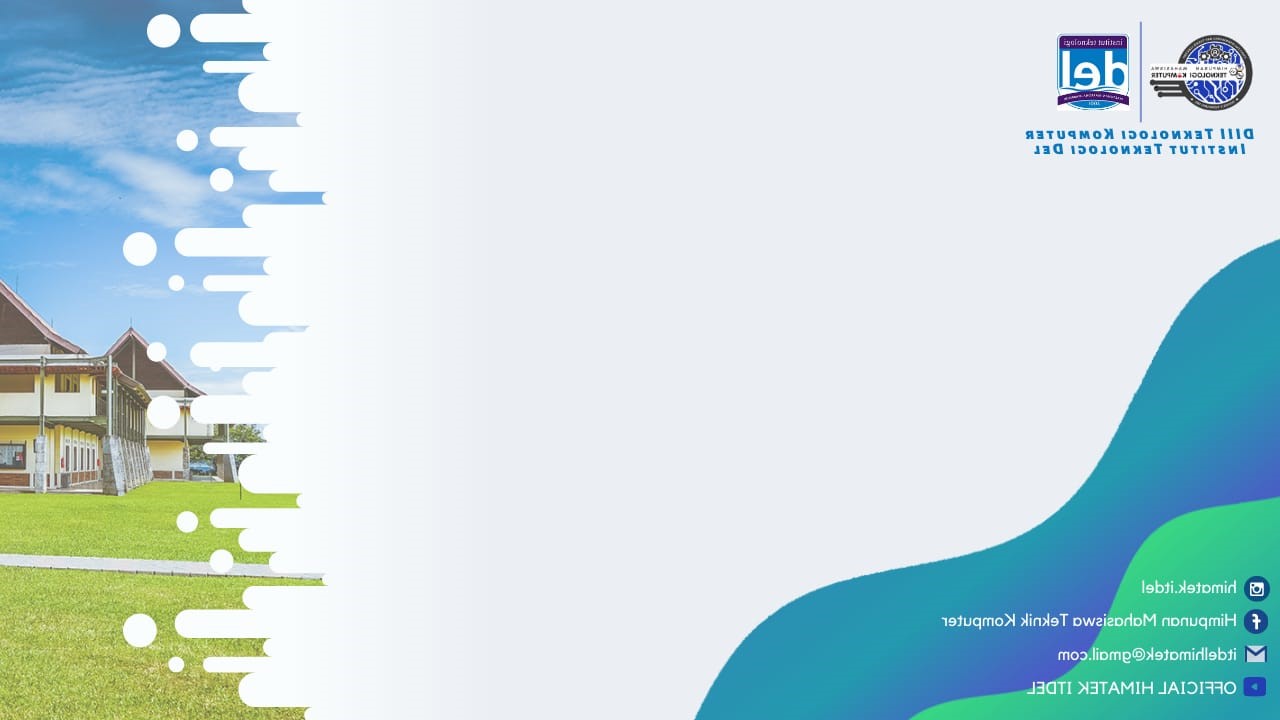 institut teknologi
del
2001
HIMPUNAN MAHASISWA
TEKNOLOGI KOMPUTER
DIII TEKNOLOGI KOMPUTER
INSTITUT TEKNOLOGI DEL
himatek.itdel
Himpunan Mahasiswa Teknik Komputer
itdelhimatek@gmail.com
OFFICIAL HIMATEK ITDEL